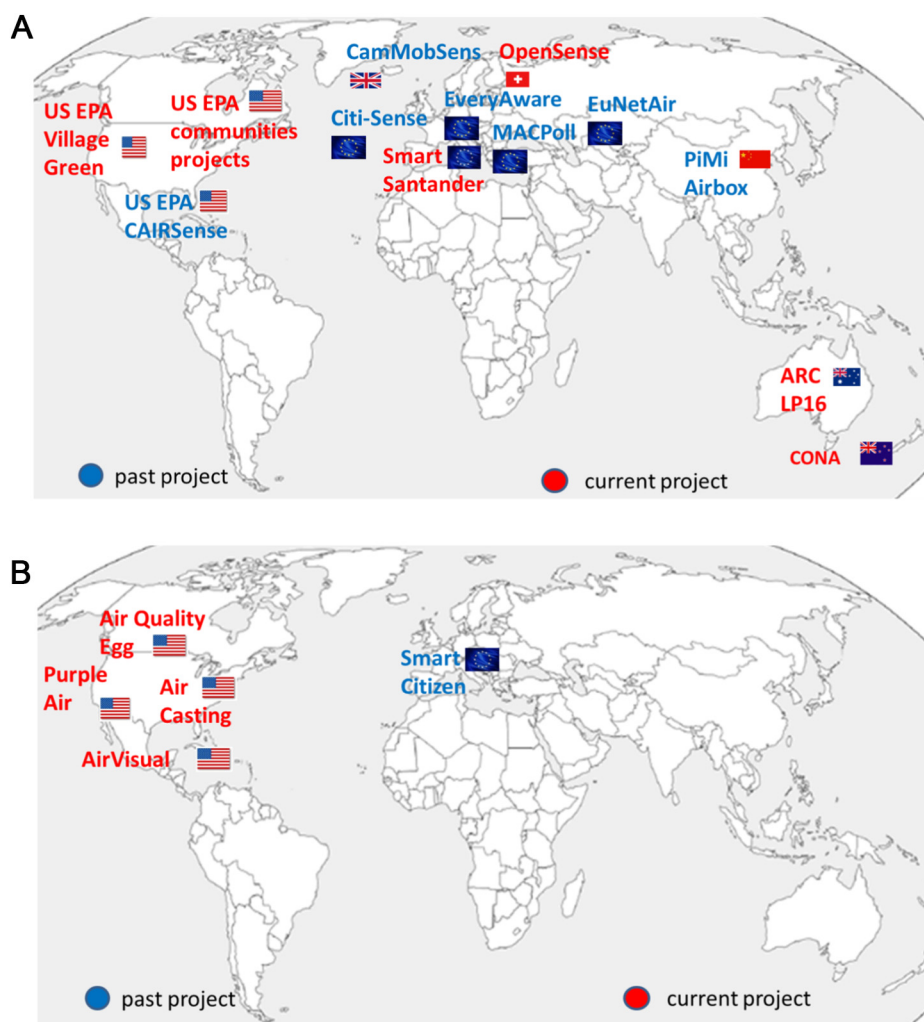 A
CamMobSens
OpenSense
US EPA
Village
Green
US EPA
communities
projects
Citi-Sense
EveryAware
EuNetAir
MACPoll
Smart
Santander
PiMi
Airbox
US EPA
CAIRSense
ARC
LP16
CONA
past project
current project
B
Air Quality
Egg
Purple
Air
Air
Casting
AirVisual
Smart
Citizen
past project
current project